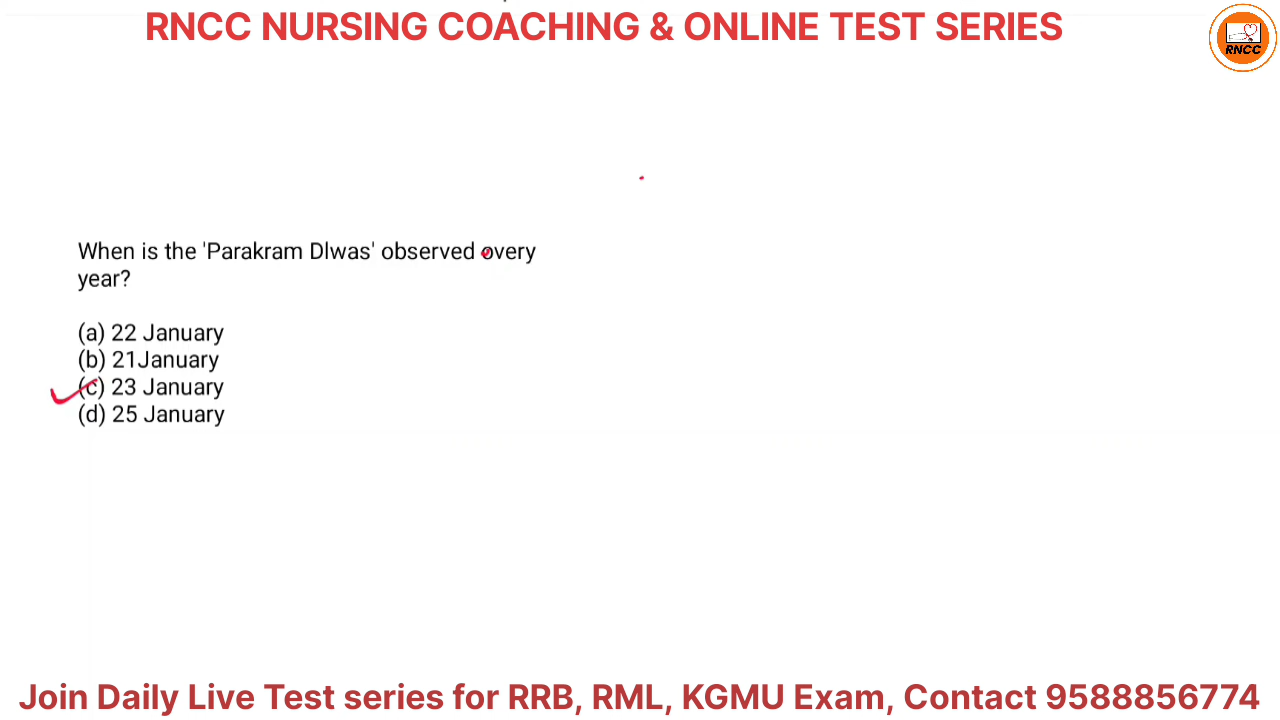 RNCC NURSING COACHING & ONLINE TEST SERIES
RNCC
When is the 'Parakram Dlwas' observed every
year?
(a) 22 January
(b) 21January
(c) 23 January
(d) 25 January
Join Daily Live Test series for RRB, RML, KGMU Exam, Contact 9588856774